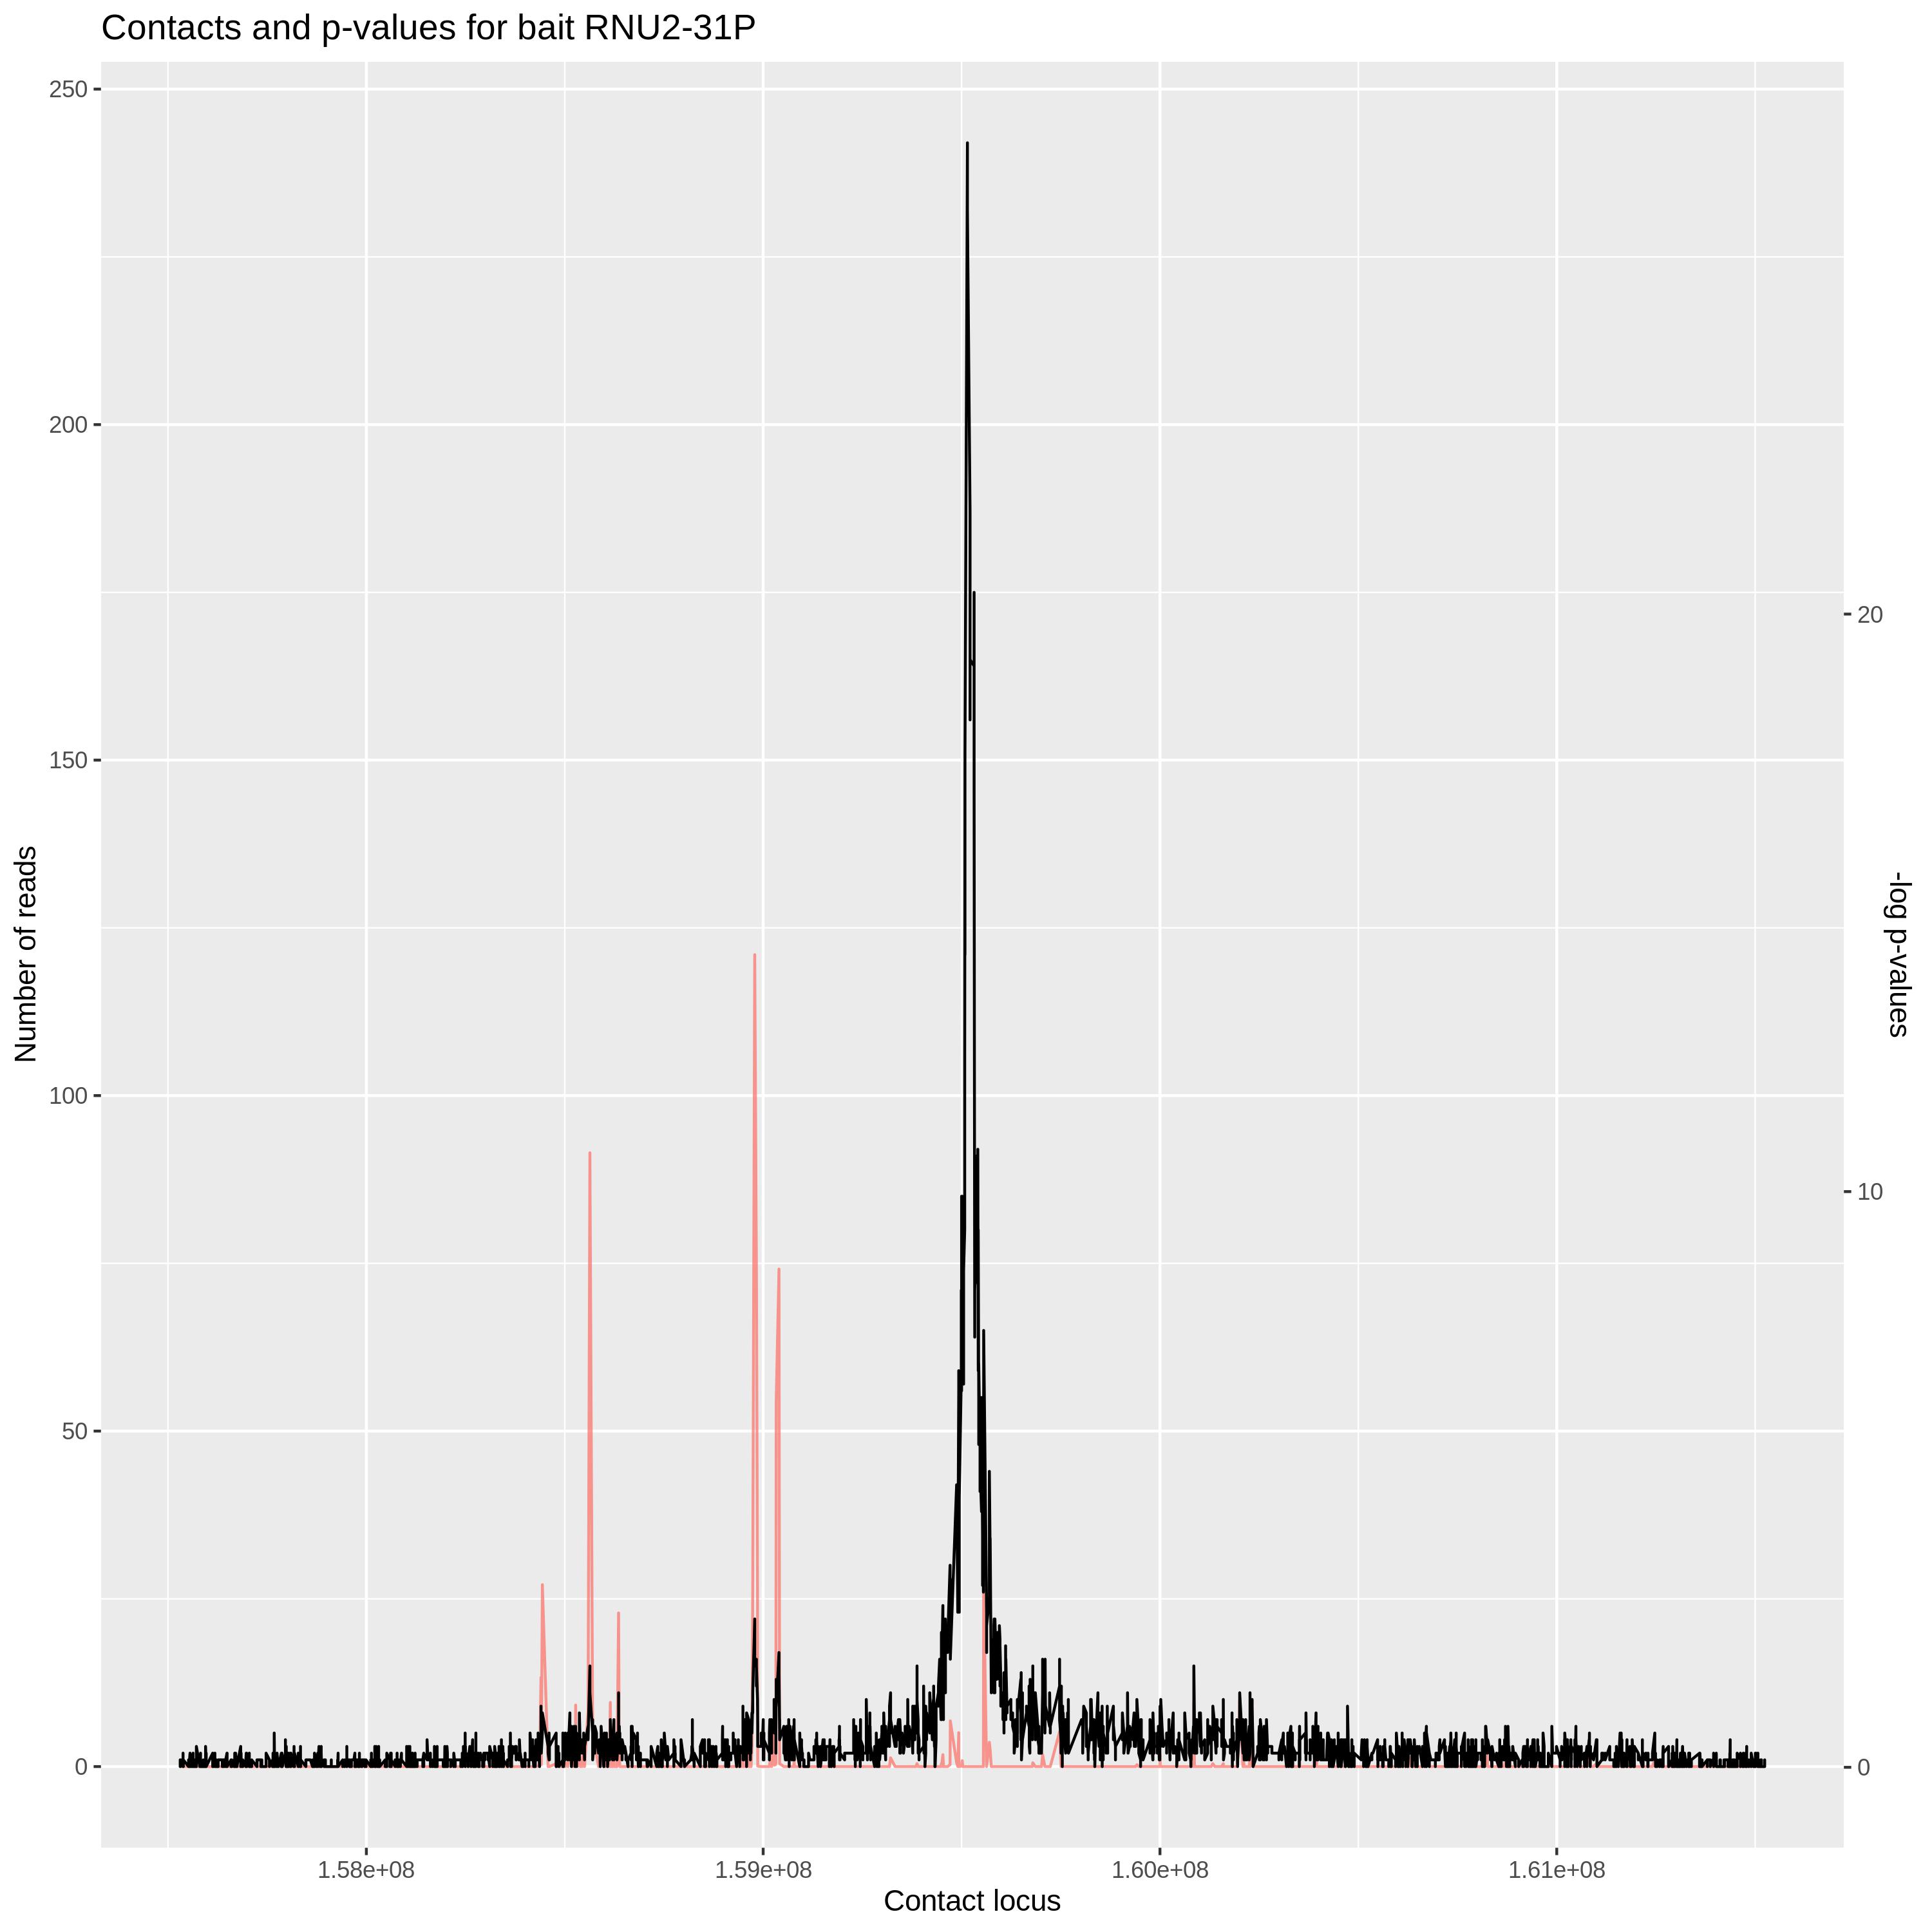 Contacts and p-values for bait RNU2-31P
250
200
150
100
50
0
Number of reads
20
10
0
-log p-values
1.58e+08
1.59e+08
1.60e+08
1.61e+08
Contact locus